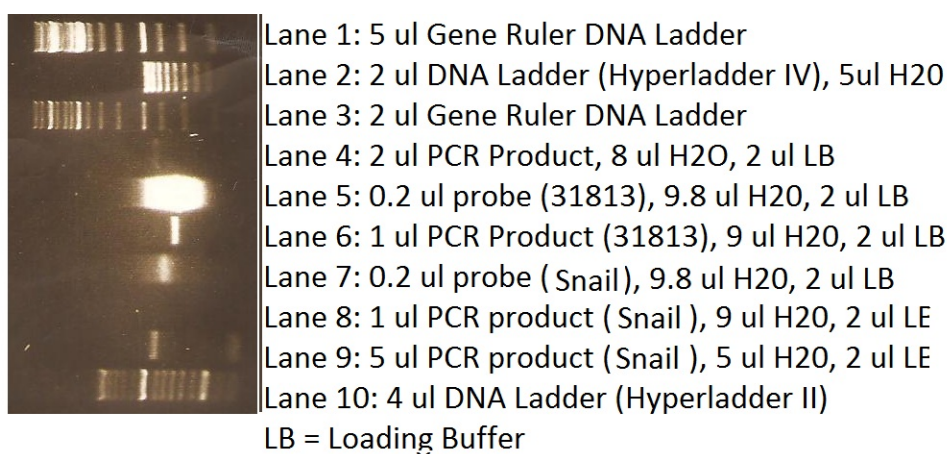 Lane 1: 5 ul Gene Ruler DNA Ladder
Lane 2: 2 ul DNA Ladder (Hyperladder IV), 5ul H20
Lane 3: 2 ul Gene Ruler DNA Ladder
Lane 4: 2 ul PCR Product, 8 ul H2O, 2 ul LB
Lane 5: 0.2 ul probe (31813), 9.8 ul H20, 2 ul LB
Lane 6: 1 ul PCR Product (31813), 9 ul H20, 2 ul LB
Lane 7: 0.2 ul probe (Snail), 9.8 ul H20, 2 ul LB
Lane 8: 1 ul PCR product (Snail ), 9 ul H20, 2 ul LE
Lane 9: 5 ul PCR product (Snail ), 5 ul H20, 2 ul LE
Lane 10: 4 ul DNA Ladder (Hyperladder II)
LB = Loading Buffer